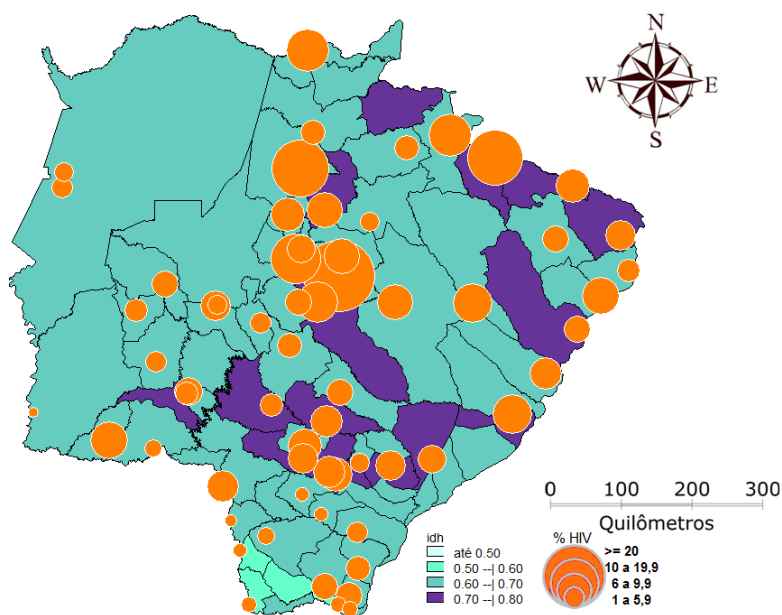 N
W
E
S
0 100 200 300
Quilômetros
idh
até 0.50
0.50 --| 0.60
0.60 --| 0.70
0.70 --| 0.80
% HIV
>= 20
10 a 19,9
6 a 9,9
1 a 5,9